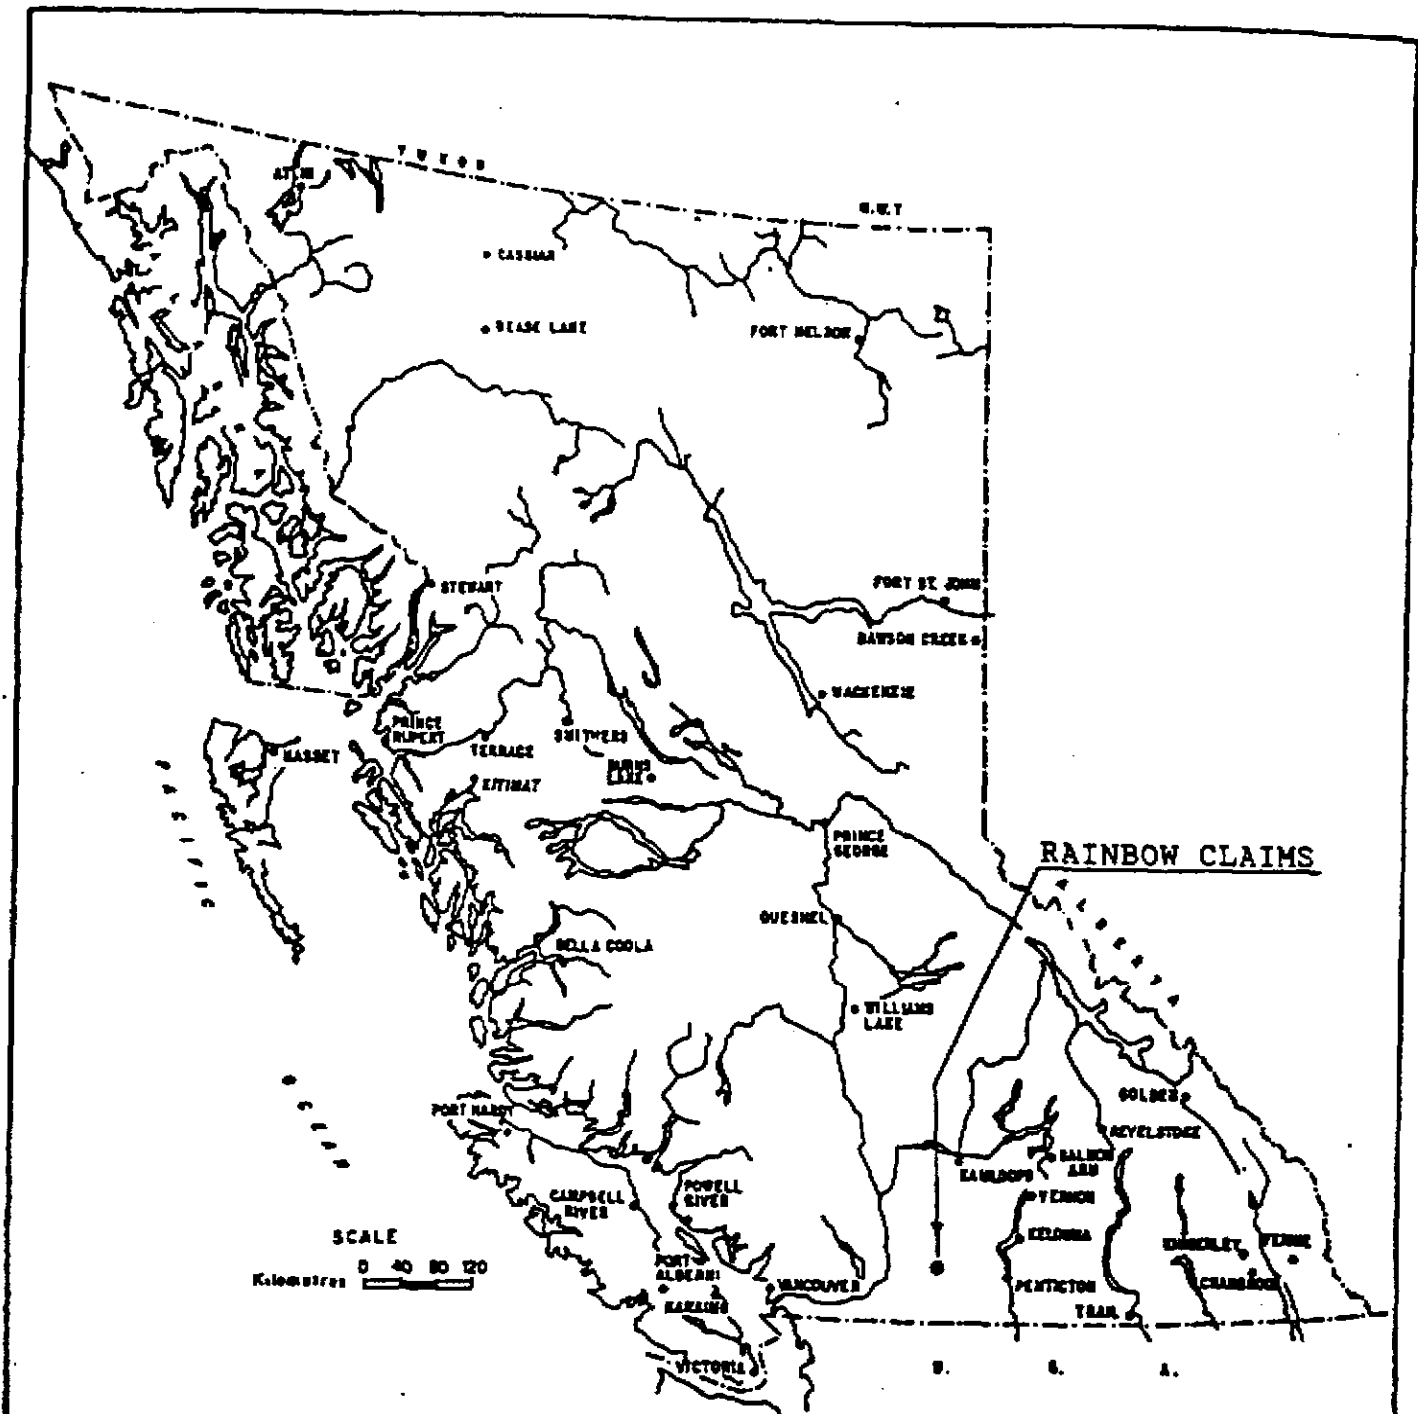 YUKON
ATLIN
N.W.T
CASSIAR
DEASE LAKE
FORT NELSON
STEWART
FORT ST. JOHN
DAWSON CREEK
MACKENZIE
PRINCE
RUPERT
MASSET
TERRACE
SMITHERS
BURNS
LAKE
KITIMAT
PACIFIC
PRINCE
GEORGE
RAINBOW CLAIMS
ALBERTA
QUESNEL
BELLA COOLA
WILLIAMS
LAKE
OCEAN
PORT HARDY
GOLDEN
REVELSTOKE
SALMON
ARM
KAMLOOPS
CAMPBELL
RIVER
POWELL
RIVER
VERNON
SCALE
KELOWNA
KIMBERLEY
FERNIE
0 40 80 120
Kilometres
PORT
ALBERNI
VANCOUVER
PENTICTON
CRANBROOK
NANAIMO
TRAIL
VICTORIA
U. S. A.